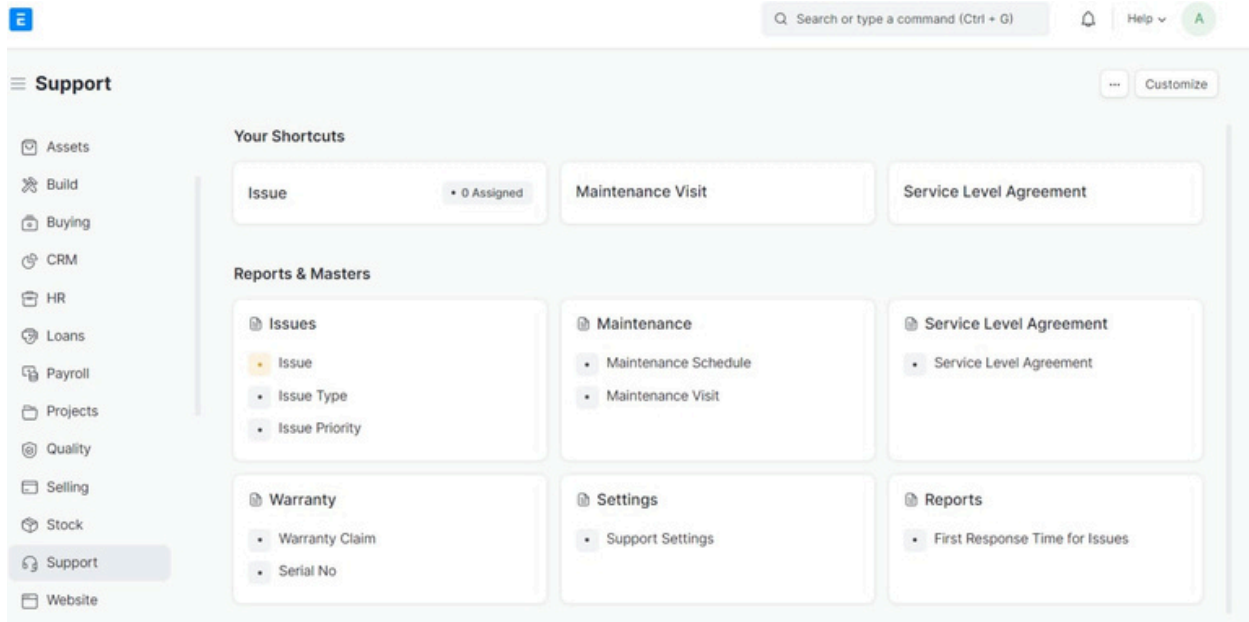 E
Search or type a command (Ctrl + G)
Help
A
Support
...
Customize
Assets
Build
Buying
CRM
HR
Loans
Payroll
Projects
Quality
Selling
Stock
Support
Website
Your Shortcuts
Issue
• 0 Assigned
Maintenance Visit
Service Level Agreement
Reports & Masters
Issues
• Issue
• Issue Type
• Issue Priority
Maintenance
• Maintenance Schedule
• Maintenance Visit
Service Level Agreement
• Service Level Agreement
Warranty
• Warranty Claim
• Serial No
Settings
• Support Settings
Reports
• First Response Time for Issues